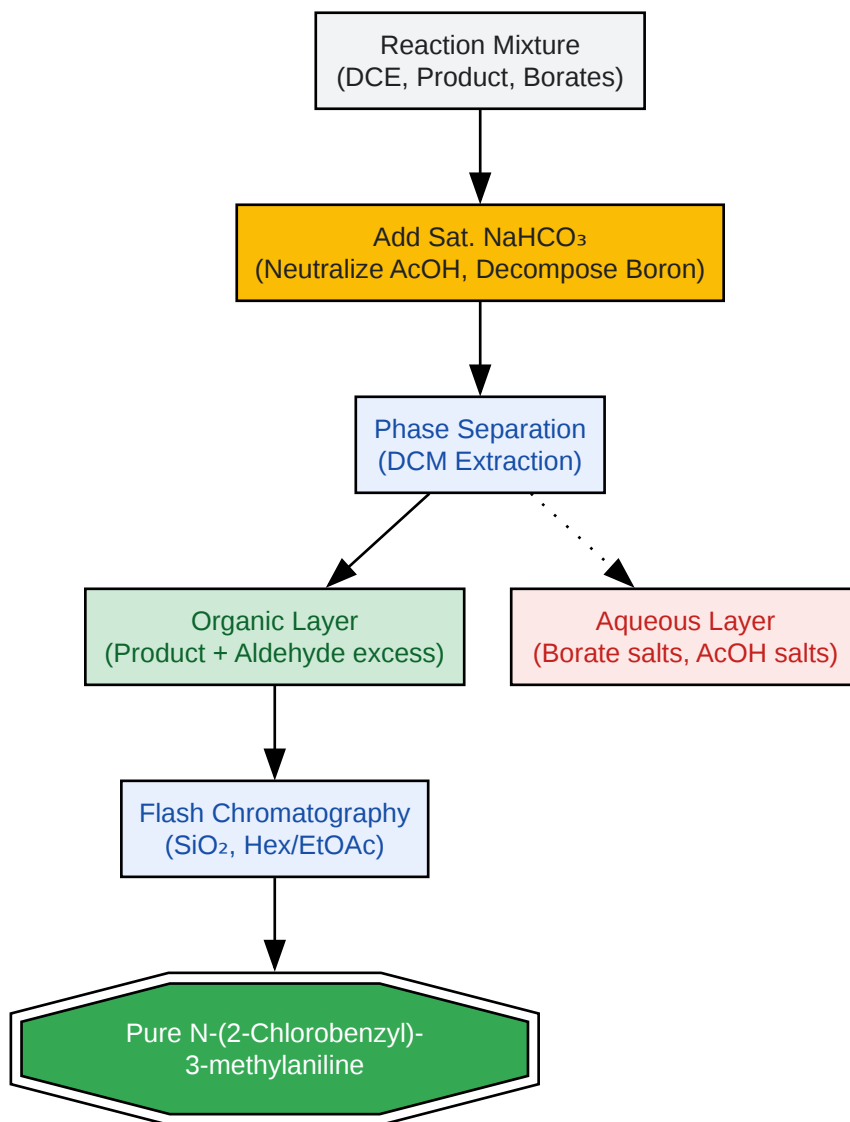 Reaction Mixture
(DCE, Product, Borates)
Add Sat. NaHCO₃
(Neutralize AcOH, Decompose Boron)
Phase Separation
(DCM Extraction)
Organic Layer
(Product + Aldehyde excess)
Aqueous Layer
(Borate salts, AcOH salts)
Flash Chromatography
(SiO₂, Hex/EtOAc)
Pure N-(2-Chlorobenzyl)-
3-methylaniline